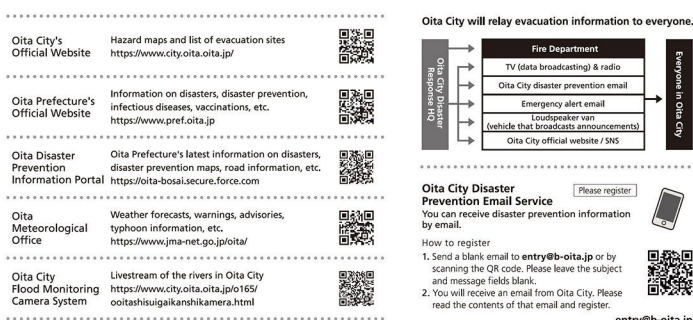 Oita City's
Official Website
Hazard maps and list of evacuation sites
https://www.city.oita.oita.jp/
Oita Prefecture's
Official Website
Information on disasters, disaster prevention,
infectious diseases, vaccinations, etc.
https://www.pref.oita.jp
Oita Disaster
Prevention
Information Portal
Oita Prefecture's latest information on disasters,
disaster prevention maps, road information, etc.
https://oita-bosai.secure.force.com
Oita
Meteorological
Office
Weather forecasts, warnings, advisories,
typhoon information, etc.
https://www.jma-net.go.jp/oita/
Oita City
Flood Monitoring
Camera System
Livestream of the rivers in Oita City
https://www.city.oita.oita.jp/o165/
ooitashisuigaikanshikamera.html
Oita City will relay evacuation information to everyone.
Oita City Disaster
Response HQ
Fire Department
TV (data broadcasting) & radio
Oita City disaster prevention email
Emergency alert email
Loudspeaker van
(vehicle that broadcasts announcements)
Oita City official website / SNS
Everyone in Oita City
Oita City Disaster
Prevention Email Service
Please register
You can receive disaster prevention information
by email.
How to register
1. Send a blank email to entry@b-oita.jp or by
scanning the QR code. Please leave the subject
and message fields blank.
2. You will receive an email from Oita City. Please
read the contents of that email and register.
entry@b-oita.jp